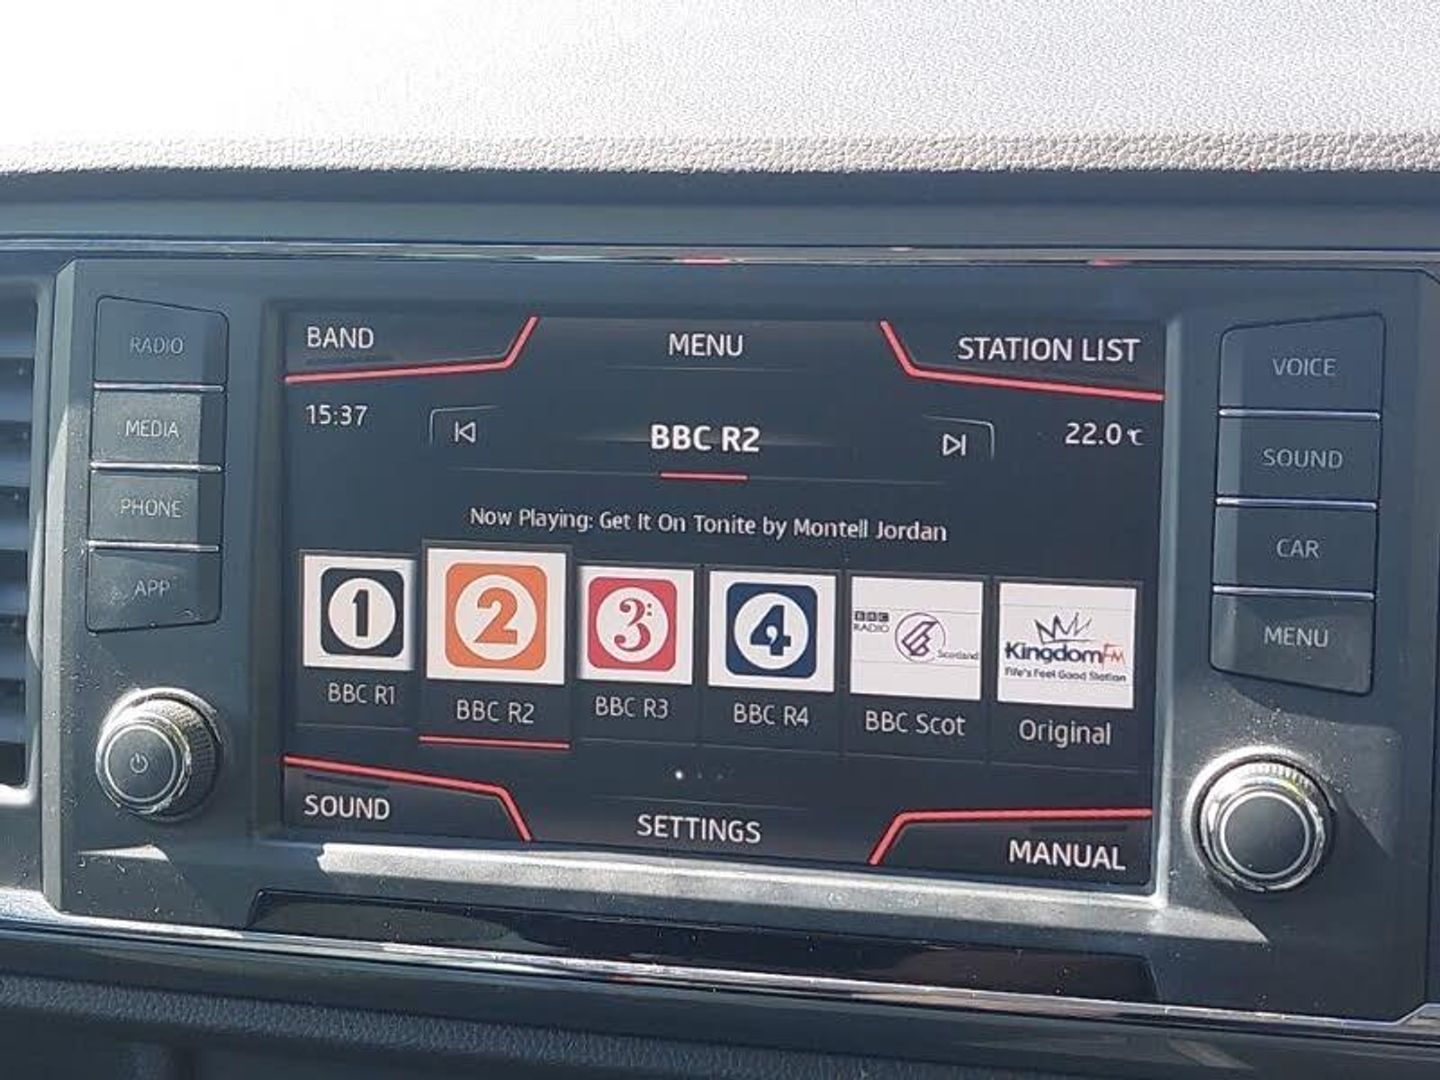 RADIO
MEDIA
PHONE
APP
BAND
MENU
STATION LIST
15:37
BBC R2
22.0 °C
Now Playing: Get It On Tonite by Montell Jordan
1
2
3:
4
BBC
RADIO
Scotland
KingdomFM
Fife's Feel Good Station
BBC R1
BBC R2
BBC R3
BBC R4
BBC Scot
Original
SOUND
SETTINGS
MANUAL
VOICE
SOUND
CAR
MENU